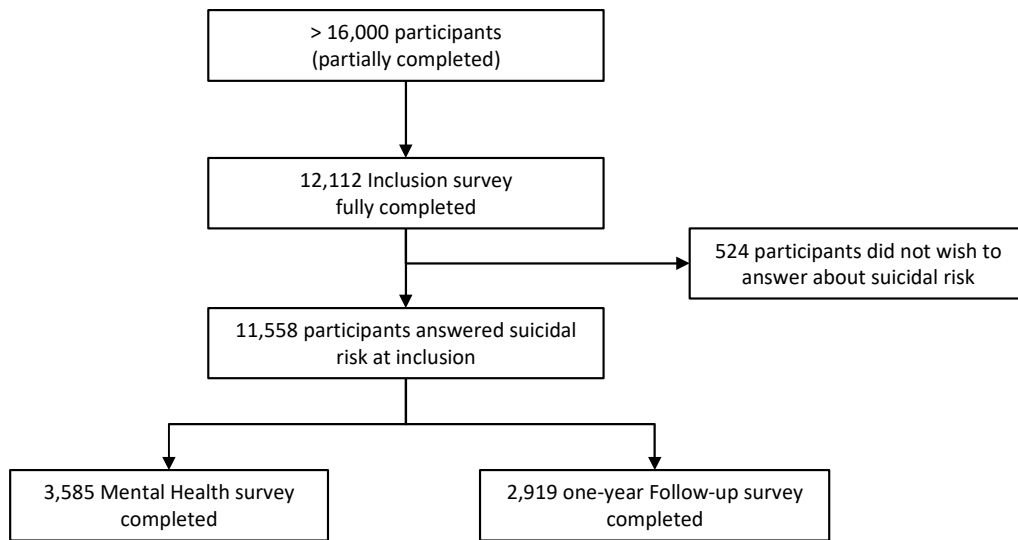 > 16,000 participants
(partially completed)
12,112 Inclusion survey
fully completed
524 participants did not wish to
answer about suicidal risk
11,558 participants answered suicidal
risk at inclusion
3,585 Mental Health survey
completed
2,919 one-year Follow-up survey
completed